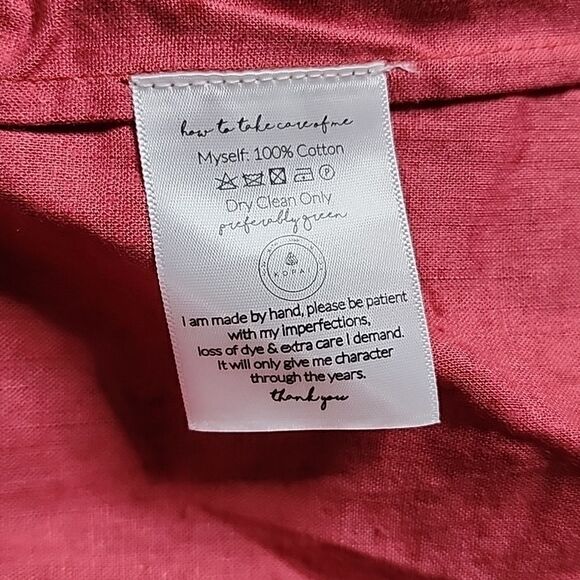 how to take care of me
Myself: 100% Cotton
P
Dry Clean Only
preferably green
KOPAL
I am made by hand, please be patient
with my imperfections,
loss of dye & extra care I demand.
It will only give me character
through the years.
thank you